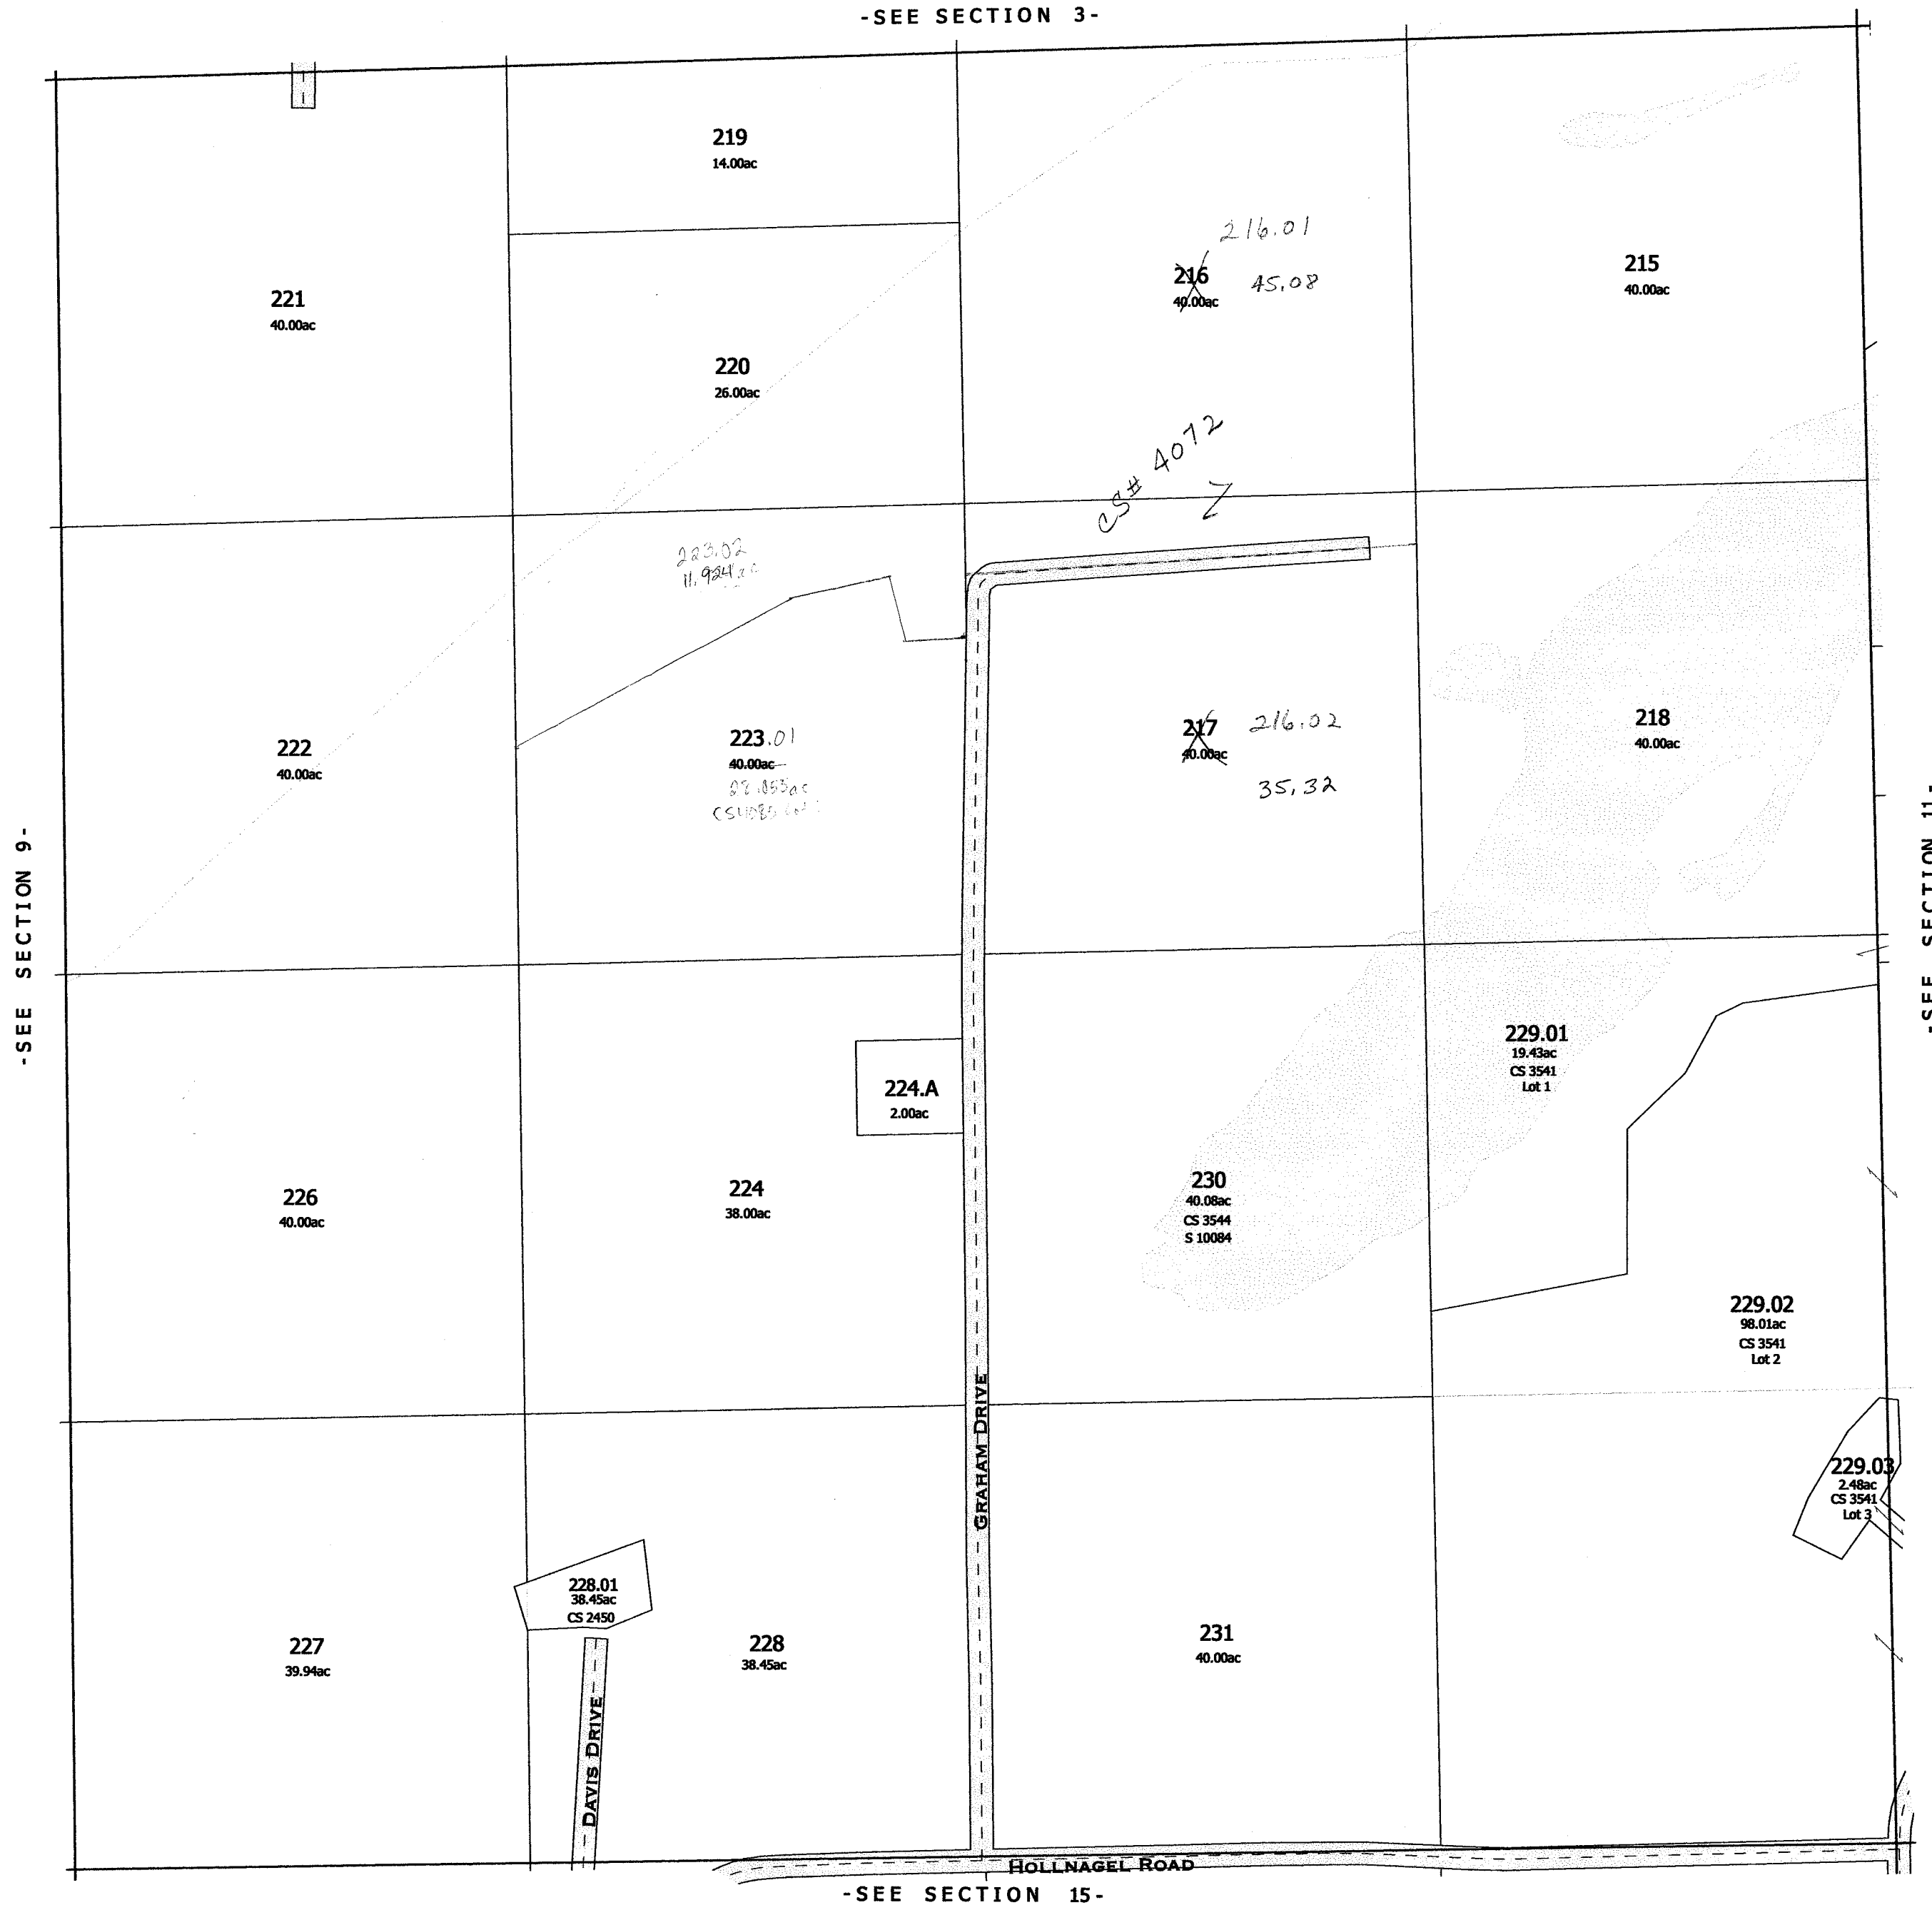 -SEE SECTION 3-
219
14.00ac
216.01
216
40.00ac
45.08
215
40.00ac
221
40.00ac
220
26.00ac
CS# 4072
223.02
11.924ac
222
40.00ac
223.01
40.00ac
217
40.00ac
216.02
35.32
218
40.00ac
-SEE SECTION 9-
-SEE SECTION 11-
224.A
2.00ac
229.01
19.43ac
CS 3541
Lot 1
226
40.00ac
224
38.00ac
230
40.08ac
CS 3544
S 10084
229.02
98.01ac
CS 3541
Lot 2
GRAHAM DRIVE
229.03
2.48ac
CS 3541
Lot 3
228.01
38.45ac
CS 2450
227
39.94ac
228
38.45ac
231
40.00ac
DAVIS DRIVE
HOLLNAGEL ROAD
-SEE SECTION 15-